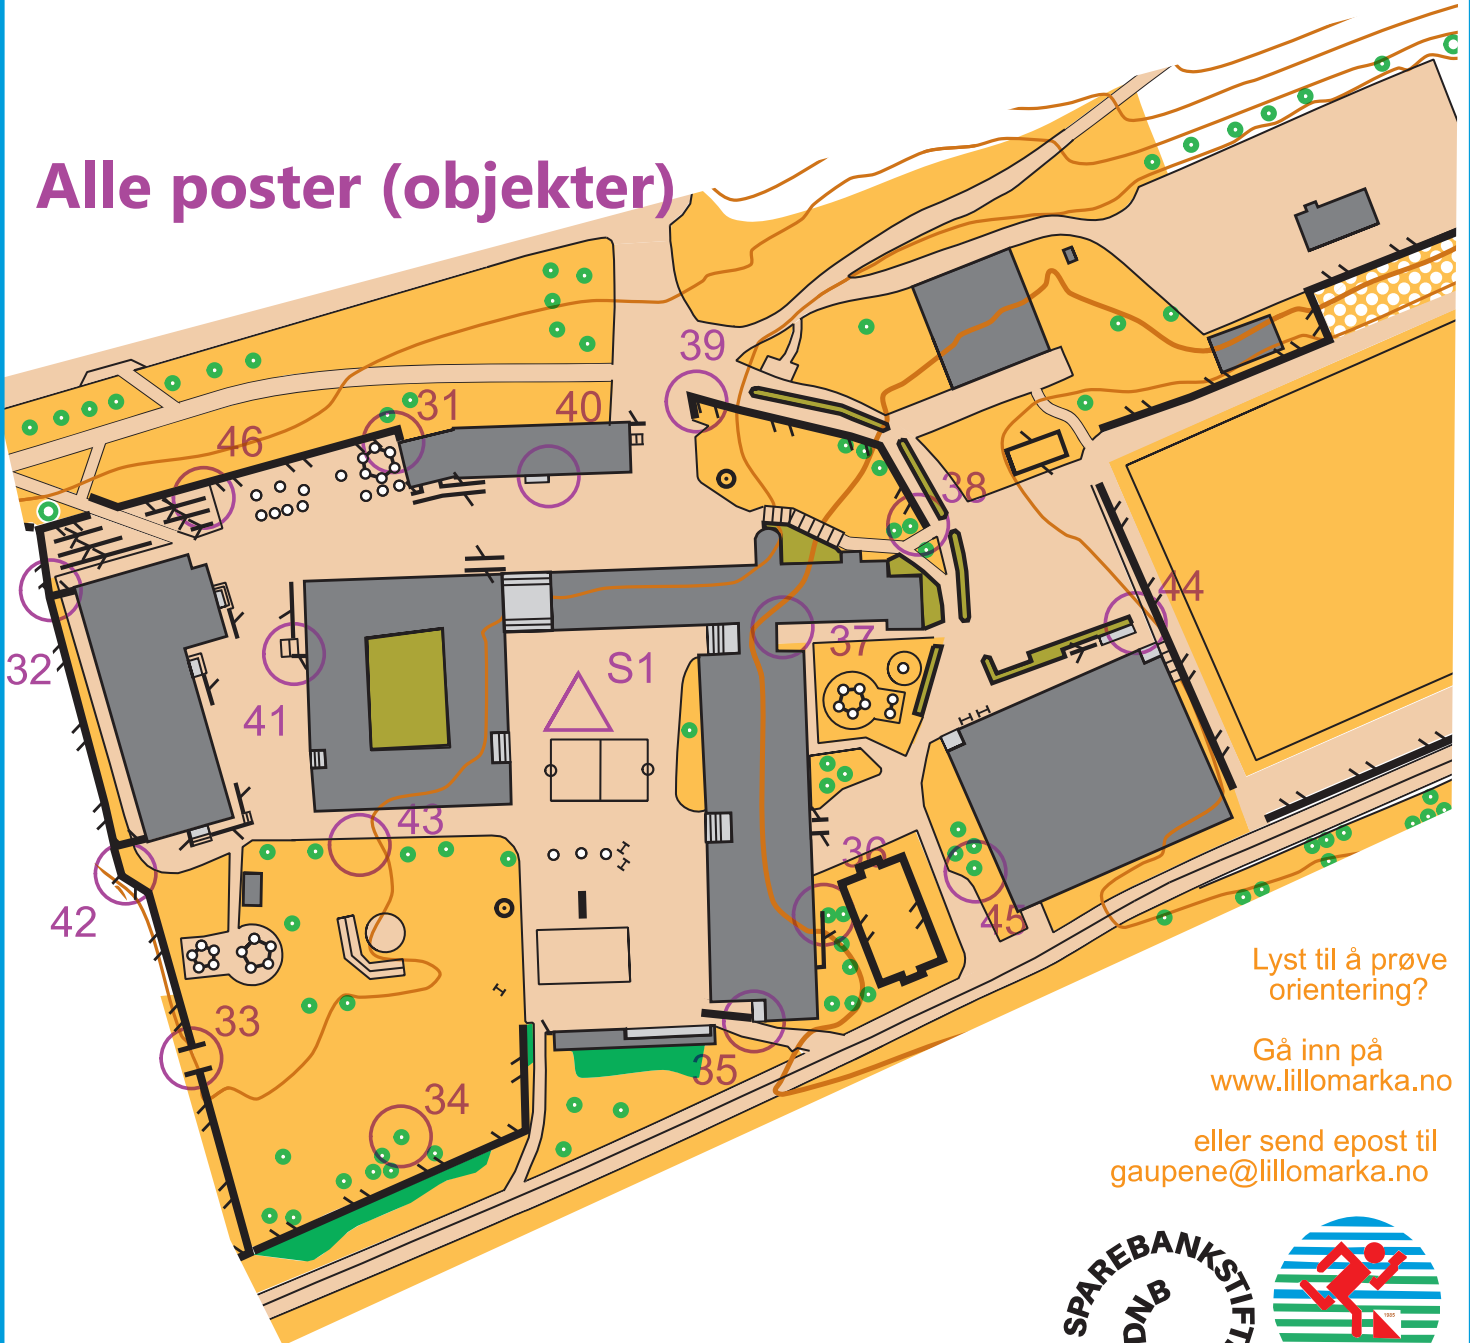 Alle poster (objekter)
39
31
40
46
38
44
32
37
S1
41
43
36
42
45
33
35
34
Lyst til å prøve
orientering?
Gå inn på
www.lillomarka.no
eller send epost til
gaupene@lillomarka.no
SPAREBANKSTIFT
DNB
1935